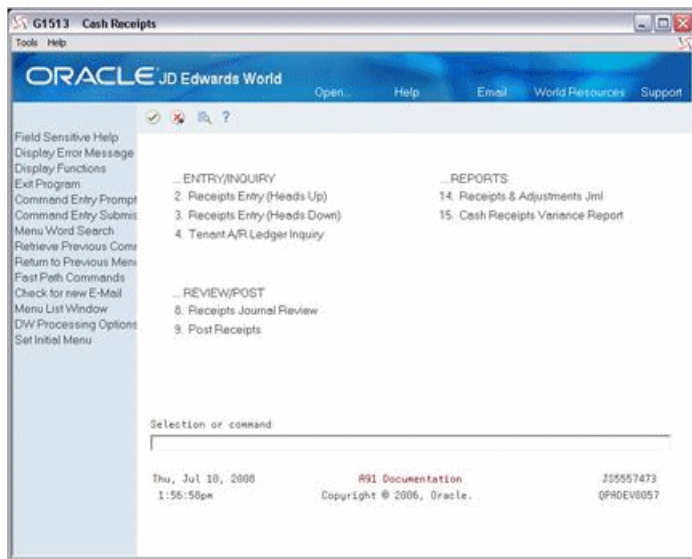 G1513 Cash Receipts
Tools Help
ORACLE JD Edwards World
Open.. Help Email World Resources Support
?
Field Sensitive Help
Display Error Message
Display Functions
Exit Program
Command Entry Prompt
Command Entry Submis
Menu Word Search
Retrieve Previous Com
Return to Previous Men
Fast Path Commands
Check for new E-Mail
Menu List Window
DW Processing Options
Set Initial Menu
... ENTRY/INQUIRY
2. Receipts Entry (Heads Up)
3. Receipts Entry (Heads Down)
4. Tenant A/R Ledger Inquiry
... REPORTS
14. Receipts & Adjustments Jrnl
15. Cash Receipts Variance Report
... REVIEW/POST
8. Receipts Journal Review
9. Post Receipts
Selection or command
Thu, Jul 10, 2008 A91 Documentation JS5557473
1:56:58pm Copyright © 2006, Oracle. QPADEV0057